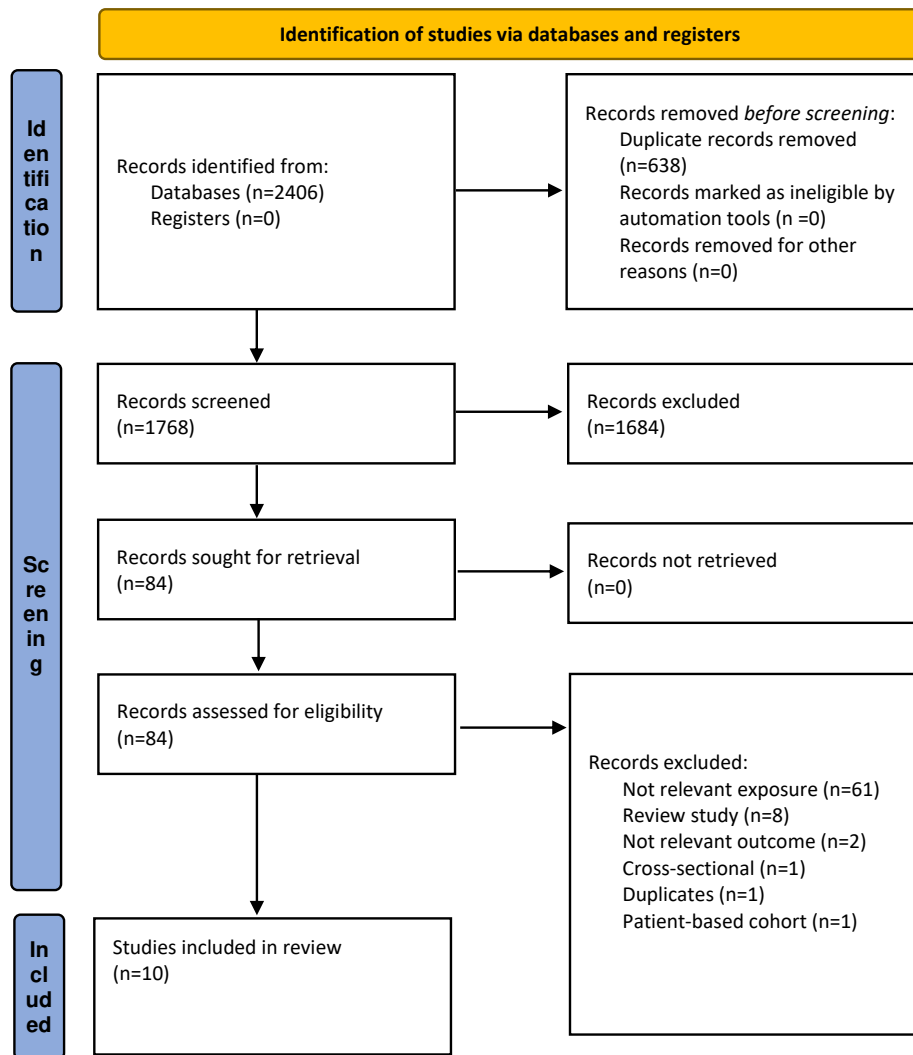 Identification of studies via databases and registers
Id
en
tifi
ca
tio
n
Records identified from:
Databases (n=2406)
Registers (n=0)
Records removed before screening:
Duplicate records removed
(n=638)
Records marked as ineligible by
automation tools (n =0)
Records removed for other
reasons (n=0)
Sc
re
en
in
g
Records screened
(n=1768)
Records excluded
(n=1684)
Records sought for retrieval
(n=84)
Records not retrieved
(n=0)
Records assessed for eligibility
(n=84)
Records excluded:
Not relevant exposure (n=61)
Review study (n=8)
Not relevant outcome (n=2)
Cross-sectional (n=1)
Duplicates (n=1)
Patient-based cohort (n=1)
In
cl
ud
ed
Studies included in review
(n=10)